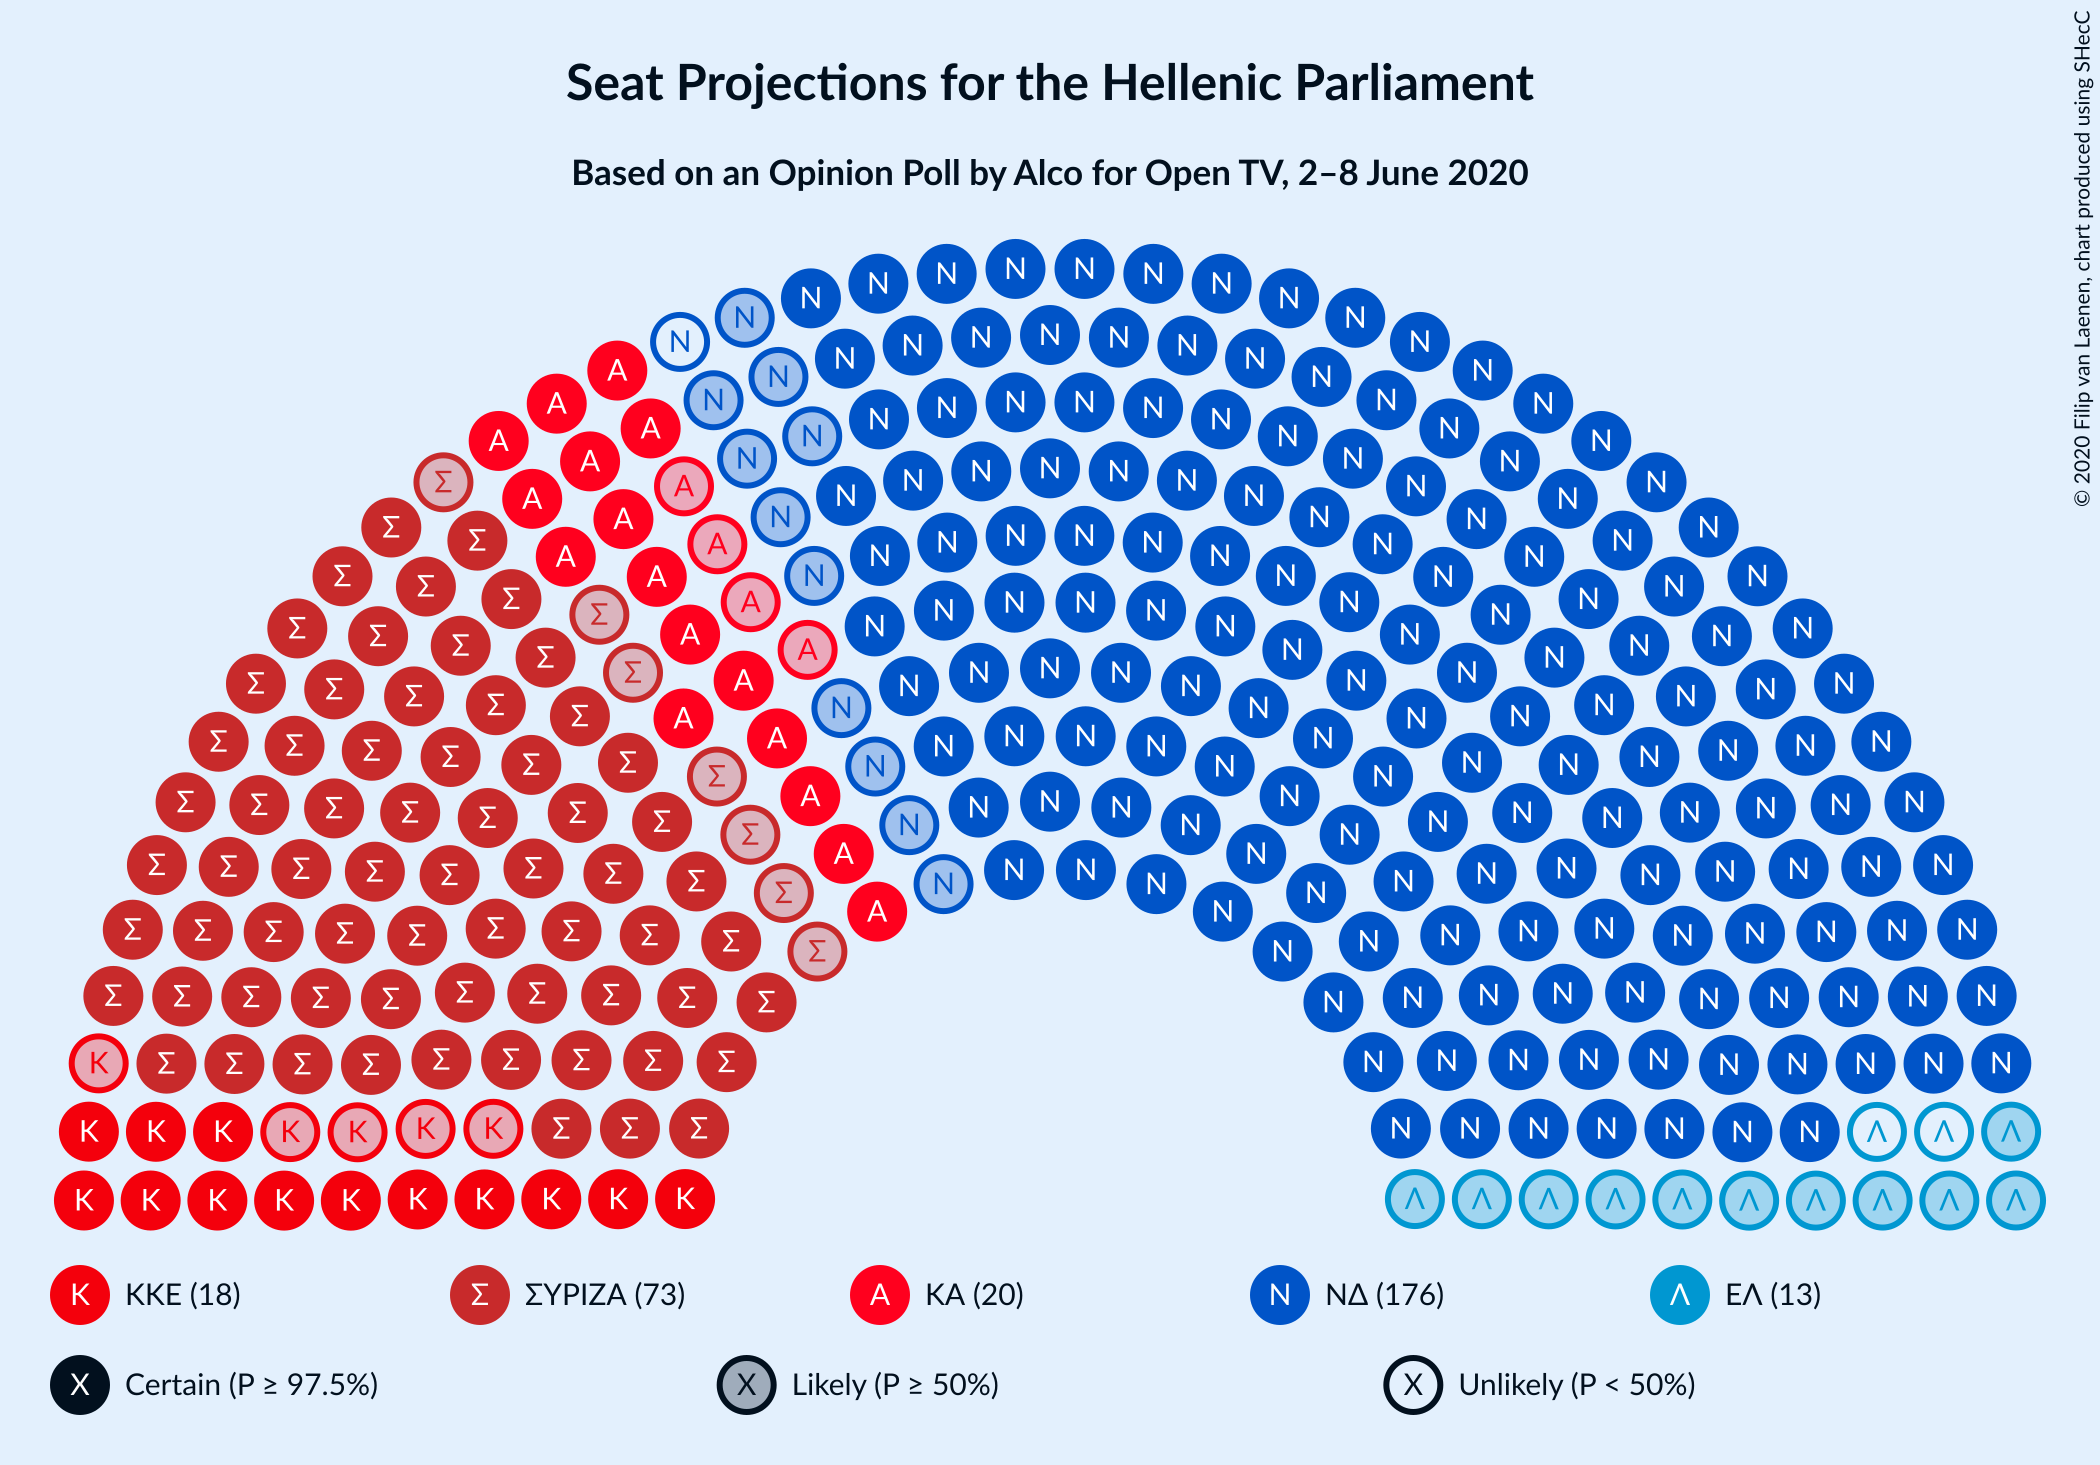 Seat Projections for the Hellenic Parliament
Based on an Opinion Poll by Alco for Open TV, 2–8 June 2020
© 2020 Filip van Laenen, chart produced using SHecC
K ΚΚΕ (18)
Σ ΣΥΡΙΖΑ (73)
A ΚΑ (20)
N ΝΔ (176)
Λ ΕΛ (13)
X Certain (P ≥ 97.5%)
X Likely (P ≥ 50%)
X Unlikely (P < 50%)